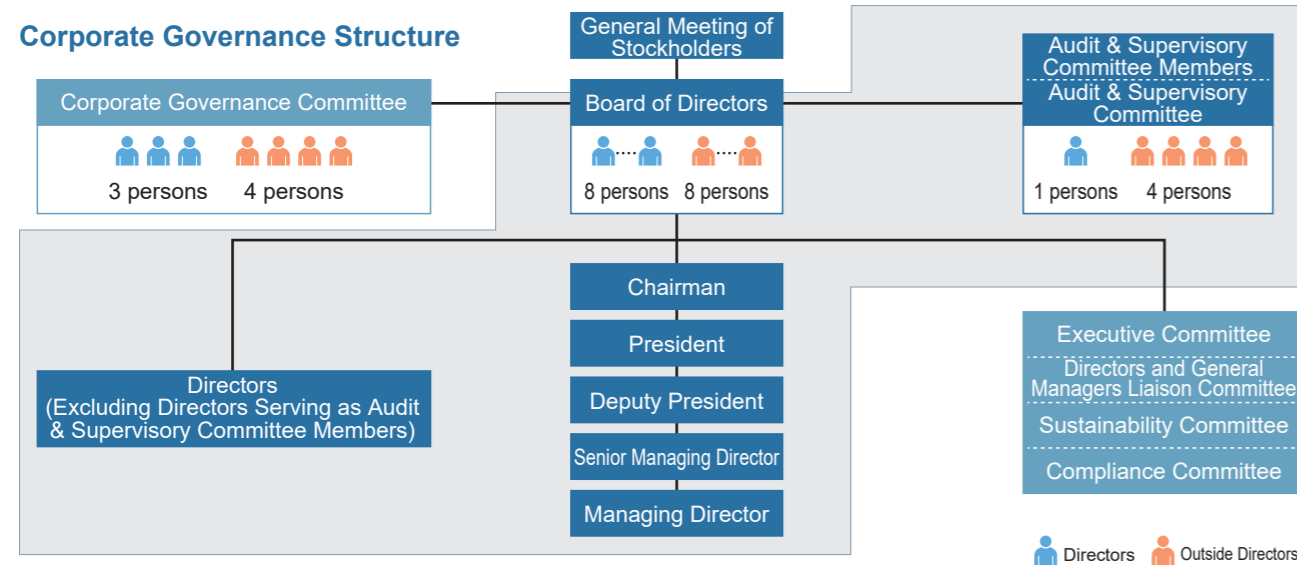 Corporate Governance Structure
General Meeting of
Stockholders
Corporate Governance Committee
3 persons 4 persons
Board of Directors
8 persons 8 persons
Audit & Supervisory
Committee Members
Audit & Supervisory
Committee
1 persons 4 persons
Chairman
President
Deputy President
Senior Managing Director
Managing Director
Directors
(Excluding Directors Serving as Audit
& Supervisory Committee Members)
Executive Committee
Directors and General
Managers Liaison Committee
Sustainability Committee
Compliance Committee
Directors Outside Directors